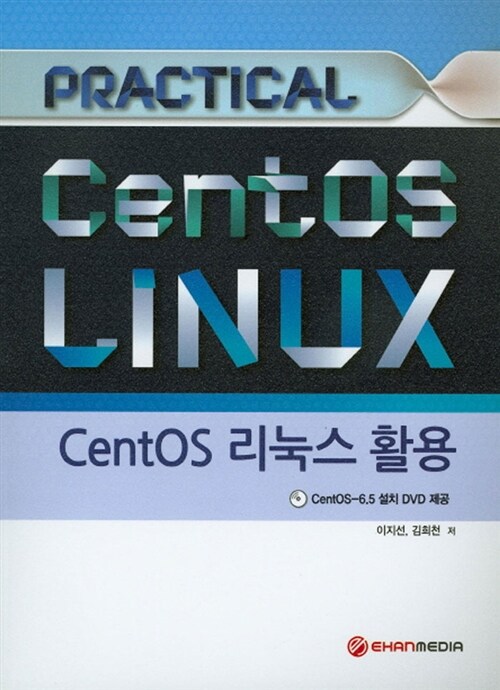 PRACTICAL
CentOS
LiNUX
CentOS 리눅스 활용
CentOS-6.5 설치 DVD 제공
이지선, 김희천 저
EHANMEDIA